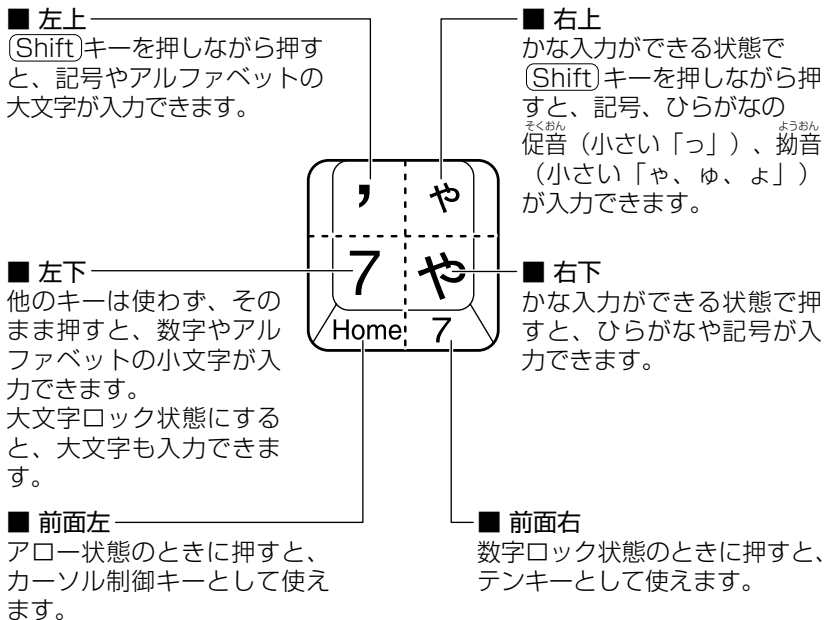 ■ 左上
Shiftキーを押しながら押す
と、記号やアルファベットの
大文字が入力できます。
■ 右上
かな入力ができる状態で
Shiftキーを押しながら押
すと、記号、ひらがなの
促音（小さい「っ」）、拗音
（小さい「ゃ、ゅ、ょ」）
が入力できます。
そくおん
ようおん
' ゃ
7 や
Home 7
■ 左下
他のキーは使わず、その
まま押すと、数字やアル
ファベットの小文字が入
力できます。
大文字ロック状態にする
と、大文字も入力できま
す。
■ 右下
かな入力ができる状態で押
すと、ひらがなや記号が入
力できます。
■ 前面左
アロー状態のときに押すと、
カーソル制御キーとして使え
ます。
■ 前面右
数字ロック状態のときに押すと、
テンキーとして使えます。